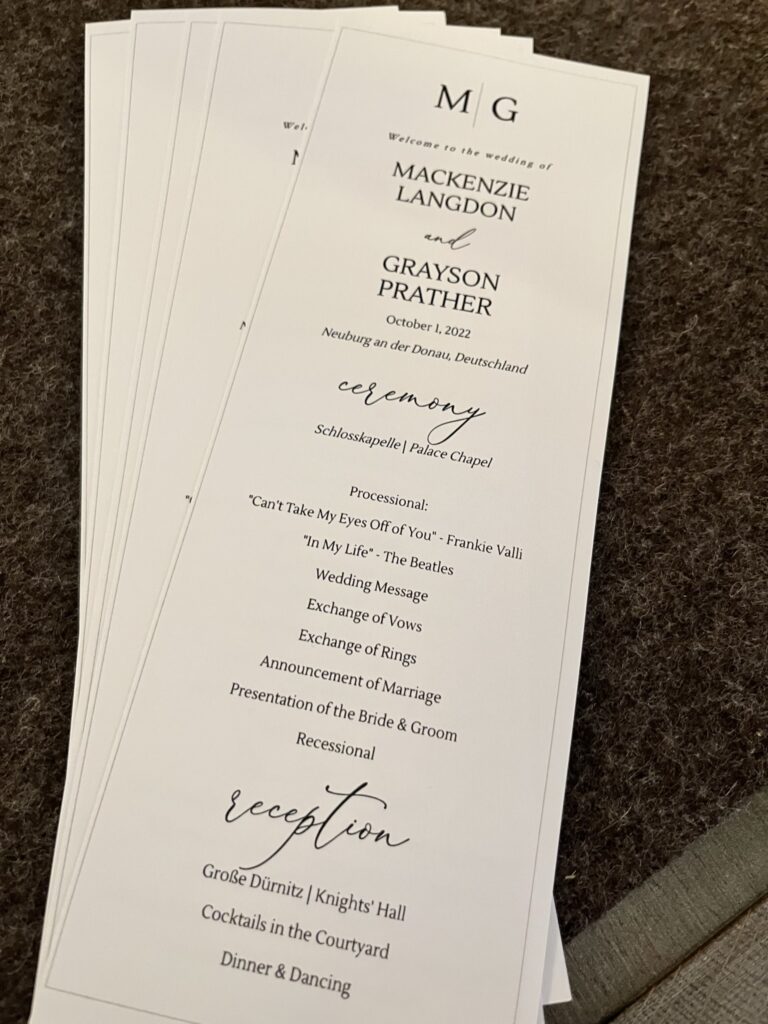 M | G
Welcome to the wedding of
MACKENZIE
LANGDON
and
GRAYSON
PRATHER
October 1, 2022
Neuburg an der Donau, Deutschland
ceremony
Schlosskapelle | Palace Chapel
Processional:
"Can't Take My Eyes Off of You" - Frankie Valli
"In My Life" - The Beatles
Wedding Message
Exchange of Vows
Exchange of Rings
Announcement of Marriage
Presentation of the Bride & Groom
Recessional
reception
Große Dürnitz | Knights' Hall
Cocktails in the Courtyard
Dinner & Dancing